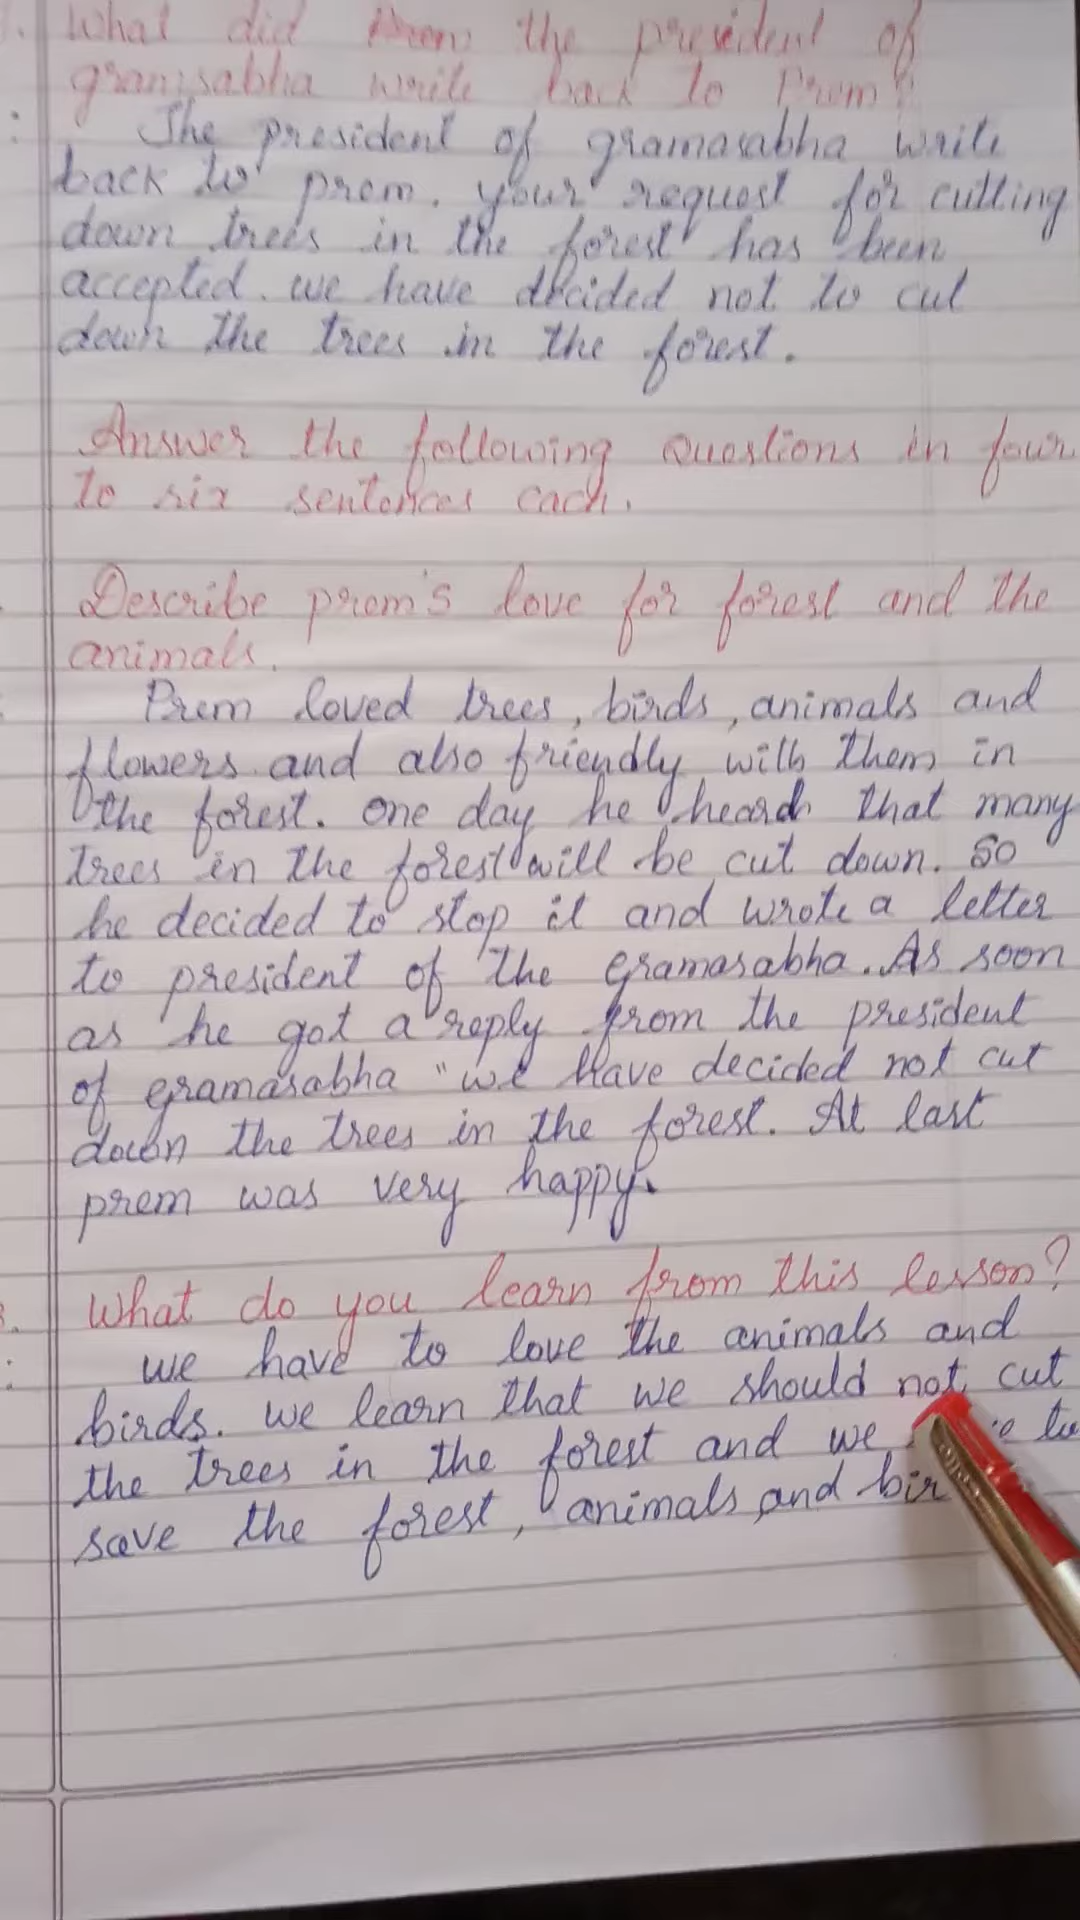 What did Prem the president of
gramsabha write back to Prem?
: The president of gramasabha write
back to prem. your request for cutting
down trees in the forest has been
accepted. we have decided not to cut
down the trees in the forest.
Answer the following Questions in four
to six sentences each.
Describe prem's love for forest and the
animals.
Prem loved trees, birds, animals and
flowers and also friendly with them in
the forest. one day he heard that many
trees in the forest will be cut down. So
he decided to stop it and wrote a letter
to president of the gramasabha. As soon
as he got a reply from the president
of gramasabha "we have decided not cut
down the trees in the forest. At last
prem was very happy.
What do you learn from this lesson?
: we have to love the animals and
birds. we learn that we should not cut
the trees in the forest and we to
save the forest, animals and